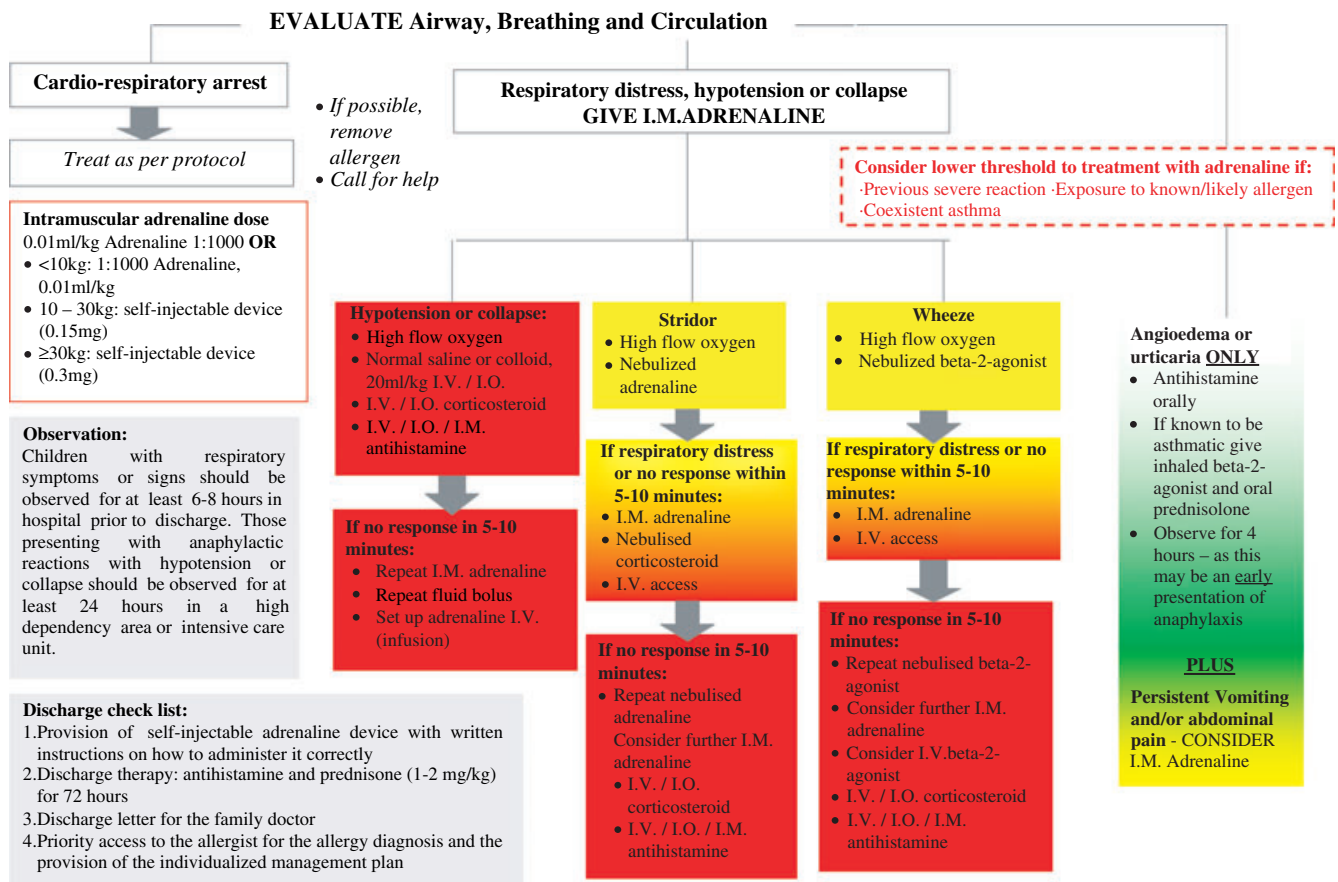 EVALUATE Airway, Breathing and Circulation
Cardio-respiratory arrest
Treat as per protocol
• If possible,
remove
allergen
• Call for help
Respiratory distress, hypotension or collapse
GIVE I.M.ADRENALINE
Consider lower threshold to treatment with adrenaline if:
·Previous severe reaction ·Exposure to known/likely allergen
·Coexistent asthma
Intramuscular adrenaline dose
0.01ml/kg Adrenaline 1:1000 OR
• <10kg: 1:1000 Adrenaline,
0.01ml/kg
• 10 – 30kg: self-injectable device
(0.15mg)
• ≥30kg: self-injectable device
(0.3mg)
Observation:
Children with respiratory
symptoms or signs should be
observed for at least 6-8 hours in
hospital prior to discharge. Those
presenting with anaphylactic
reactions with hypotension or
collapse should be observed for at
least 24 hours in a high
dependency area or intensive care
unit.
Discharge check list:
1.Provision of self-injectable adrenaline device with written
instructions on how to administer it correctly
2.Discharge therapy: antihistamine and prednisone (1-2 mg/kg)
for 72 hours
3.Discharge letter for the family doctor
4.Priority access to the allergist for the allergy diagnosis and the
provision of the individualized management plan
Hypotension or collapse:
• High flow oxygen
• Normal saline or colloid,
20ml/kg I.V. / I.O.
• I.V. / I.O. corticosteroid
• I.V. / I.O. / I.M.
antihistamine
If no response in 5-10
minutes:
• Repeat I.M. adrenaline
• Repeat fluid bolus
• Set up adrenaline I.V.
(infusion)
Stridor
• High flow oxygen
• Nebulized
adrenaline
If respiratory distress
or no response within
5-10 minutes:
• I.M. adrenaline
• Nebulised
corticosteroid
• I.V. access
If no response in 5-10
minutes:
• Repeat nebulised
adrenaline
Consider further I.M.
adrenaline
• I.V. / I.O.
corticosteroid
• I.V. / I.O. / I.M.
antihistamine
Wheeze
• High flow oxygen
• Nebulized beta-2-agonist
If respiratory distress or no
response within 5-10
minutes:
• I.M. adrenaline
• I.V. access
If no response in 5-10
minutes:
• Repeat nebulised beta-2-
agonist
• Consider further I.M.
adrenaline
• Consider I.V.beta-2-
agonist
• I.V. / I.O. corticosteroid
• I.V. / I.O. / I.M.
antihistamine
Angioedema or
urticaria ONLY
• Antihistamine
orally
• If known to be
asthmatic give
inhaled beta-2-
agonist and oral
prednisolone
• Observe for 4
hours – as this
may be an early
presentation of
anaphylaxis
PLUS
Persistent Vomiting
and/or abdominal
pain - CONSIDER
I.M. Adrenaline